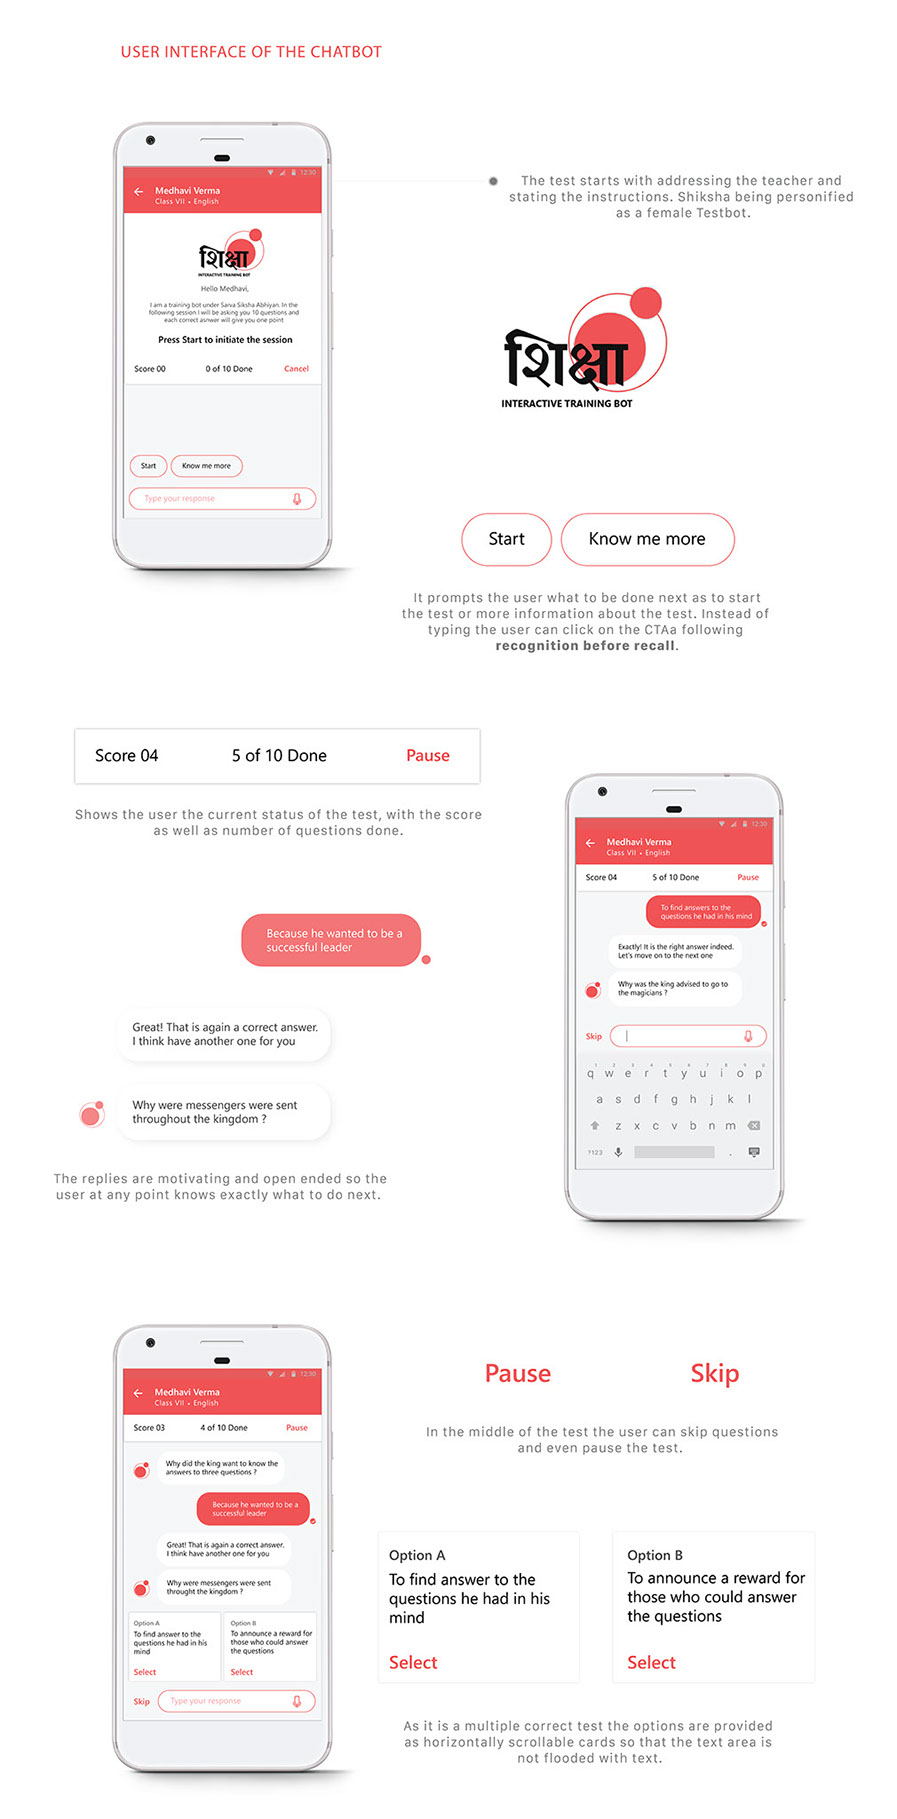 USER INTERFACE OF THE CHATBOT
12:30
Medhavi Verma
Class VII • English
शिक्षा
INTERACTIVE TRAINING BOT
Hello Medhavi,
I am a training bot under Sarva Siksha Abhiyan. In the
following session I will be asking you 10 questions and
each correct asnwer will give you one point
Press Start to initiate the session
Score 00 0 of 10 Done Cancel
Start Know me more
Type your response
The test starts with addressing the teacher and
stating the instructions. Shiksha being personified
as a female Testbot.
शिक्षा
INTERACTIVE TRAINING BOT
Start Know me more
It prompts the user what to be done next as to start
the test or more information about the test. Instead of
typing the user can click on the CTAa following
recognition before recall.
Score 04 5 of 10 Done Pause
Shows the user the current status of the test, with the score
as well as number of questions done.
Because he wanted to be a
successful leader
Great! That is again a correct answer.
I think have another one for you
Why were messengers were sent
throughout the kingdom ?
The replies are motivating and open ended so the
user at any point knows exactly what to do next.
12:30
Medhavi Verma
Class VII • English
Score 04 5 of 10 Done Pause
To find answers to the
questions he had in his mind
Exactly! It is the right answer indeed.
Let's move on to the next one
Why was the king advised to go to
the magicians ?
Skip
1 2 3 4 5 6 7 8 9 0
q w e r t y u i o p
a s d f g h j k l
z x c v b n m
?123 .
12:30
Medhavi Verma
Class VII • English
Score 03 4 of 10 Done Pause
Why did the king want to know the
answers to three questions ?
Because he wanted to be a
successful leader
Great! That is again a correct answer.
I think have another one for you
Why were messengers were sent
throught the kingdom ?
Option A
To find answer to the
questions he had in his
mind
Select
Option B
To announce a reward for
those who could answer
the questions
Select
Skip Type your response
Pause Skip
In the middle of the test the user can skip questions
and even pause the test.
Option A
To find answer to the
questions he had in his
mind
Select
Option B
To announce a reward for
those who could answer
the questions
Select
As it is a multiple correct test the options are provided
as horizontally scrollable cards so that the text area is
not flooded with text.